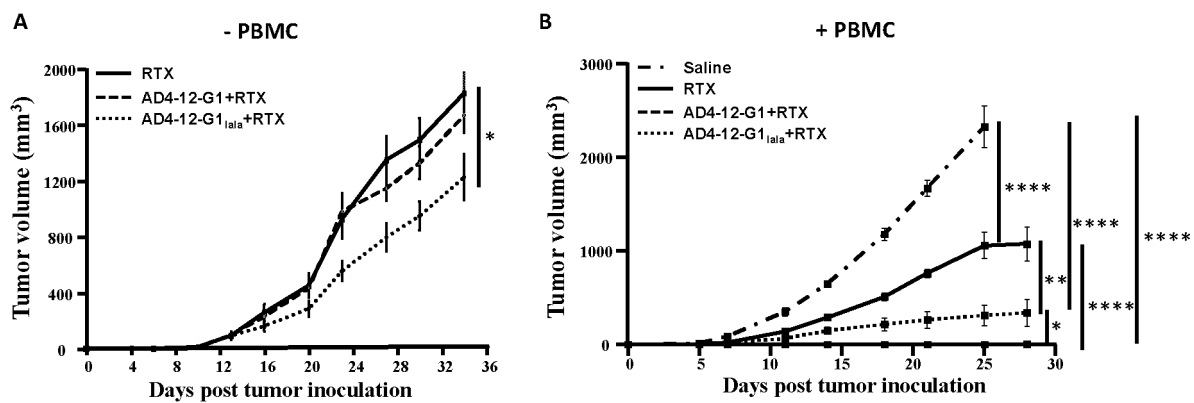 A
- PBMC
RTX
AD4-12-G1+RTX
AD4-12-G1lala+RTX
Tumor volume (mm3)
2000
1600
1200
800
400
0
*
0 4 8 12 16 20 24 28 32 36
Days post tumor inoculation
B
+ PBMC
Saline
RTX
AD4-12-G1+RTX
AD4-12-G1lala+RTX
Tumor volume (mm3)
3000
2000
1000
0
****
****
****
**
****
*
0 5 10 15 20 25 30
Days post tumor inoculation